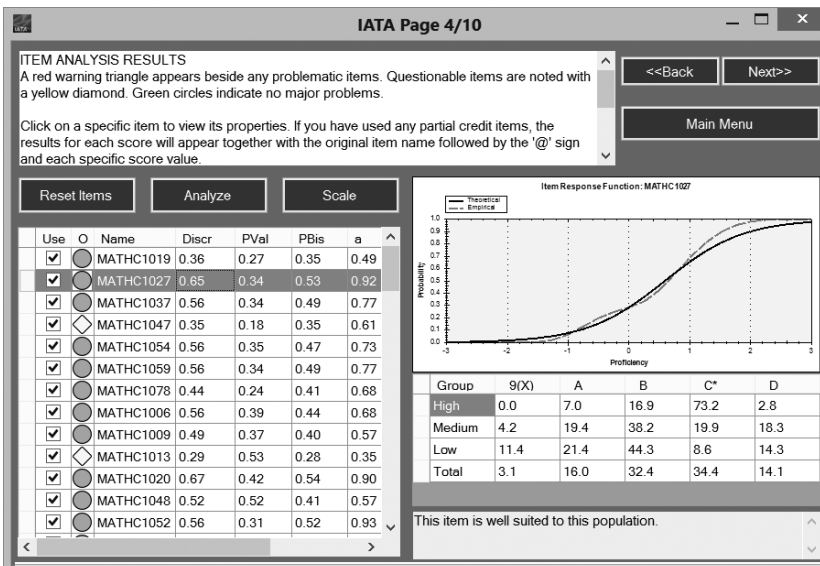 IATA Page 4/10
ITEM ANALYSIS RESULTS
A red warning triangle appears beside any problematic items. Questionable items are noted with
a yellow diamond. Green circles indicate no major problems.
Click on a specific item to view its properties. If you have used any partial credit items, the
results for each score will appear together with the original item name followed by the '@' sign
and each specific score value.
<<Back Next>>
Main Menu
Reset Items Analyze Scale
Use O Name Discr PVal PBis a
MATHC1019 0.36 0.27 0.35 0.49
MATHC1027 0.65 0.34 0.53 0.92
MATHC1037 0.56 0.34 0.49 0.77
MATHC1047 0.35 0.18 0.35 0.61
MATHC1054 0.56 0.35 0.47 0.73
MATHC1059 0.56 0.34 0.49 0.77
MATHC1078 0.44 0.24 0.41 0.68
MATHC1006 0.56 0.39 0.44 0.68
MATHC1009 0.49 0.37 0.40 0.57
MATHC1013 0.29 0.53 0.28 0.35
MATHC1020 0.67 0.42 0.54 0.90
MATHC1048 0.52 0.52 0.41 0.57
MATHC1052 0.56 0.31 0.52 0.93
Item Response Function: MATHC1027
Theoretical
Empirical
Probability
1.0
0.9
0.8
0.7
0.6
0.5
0.4
0.3
0.2
0.1
0.0
-3 -2 -1 0 1 2 3
Proficiency
Group 9(X) A B C* D
High 0.0 7.0 16.9 73.2 2.8
Medium 4.2 19.4 38.2 19.9 18.3
Low 11.4 21.4 44.3 8.6 14.3
Total 3.1 16.0 32.4 34.4 14.1
This item is well suited to this population.